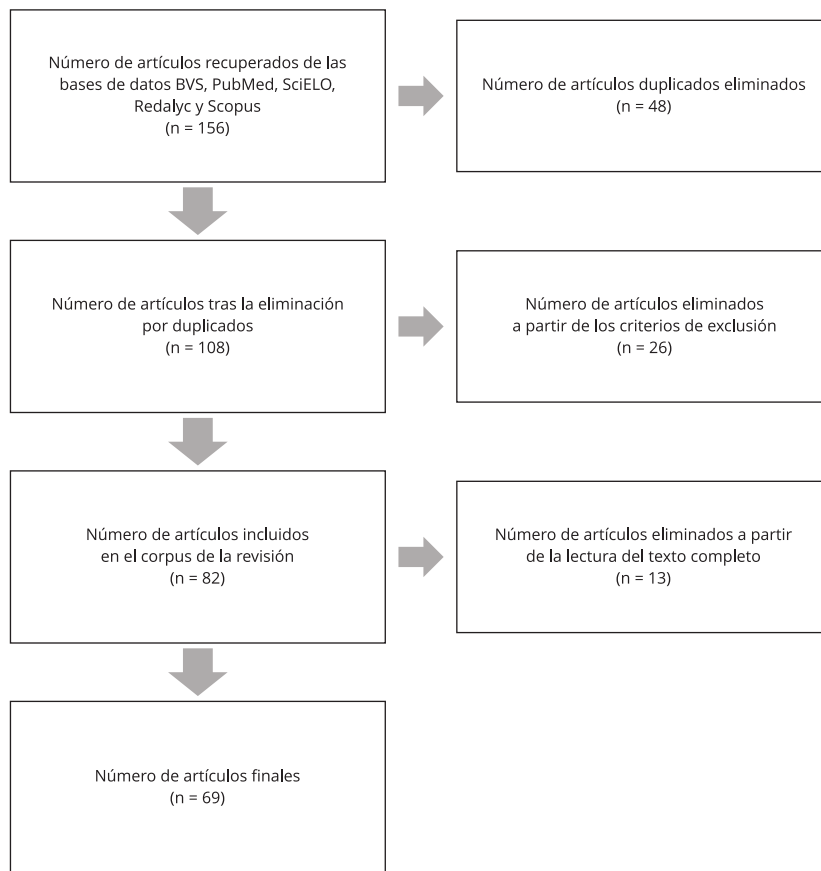 Número de artículos recuperados de las
bases de datos BVS, PubMed, SciELO,
Redalyc y Scopus
(n = 156)
Número de artículos duplicados eliminados
(n = 48)
Número de artículos tras la eliminación
por duplicados
(n = 108)
Número de artículos eliminados
a partir de los criterios de exclusión
(n = 26)
Número de artículos incluidos
en el corpus de la revisión
(n = 82)
Número de artículos eliminados a partir
de la lectura del texto completo
(n = 13)
Número de artículos finales
(n = 69)